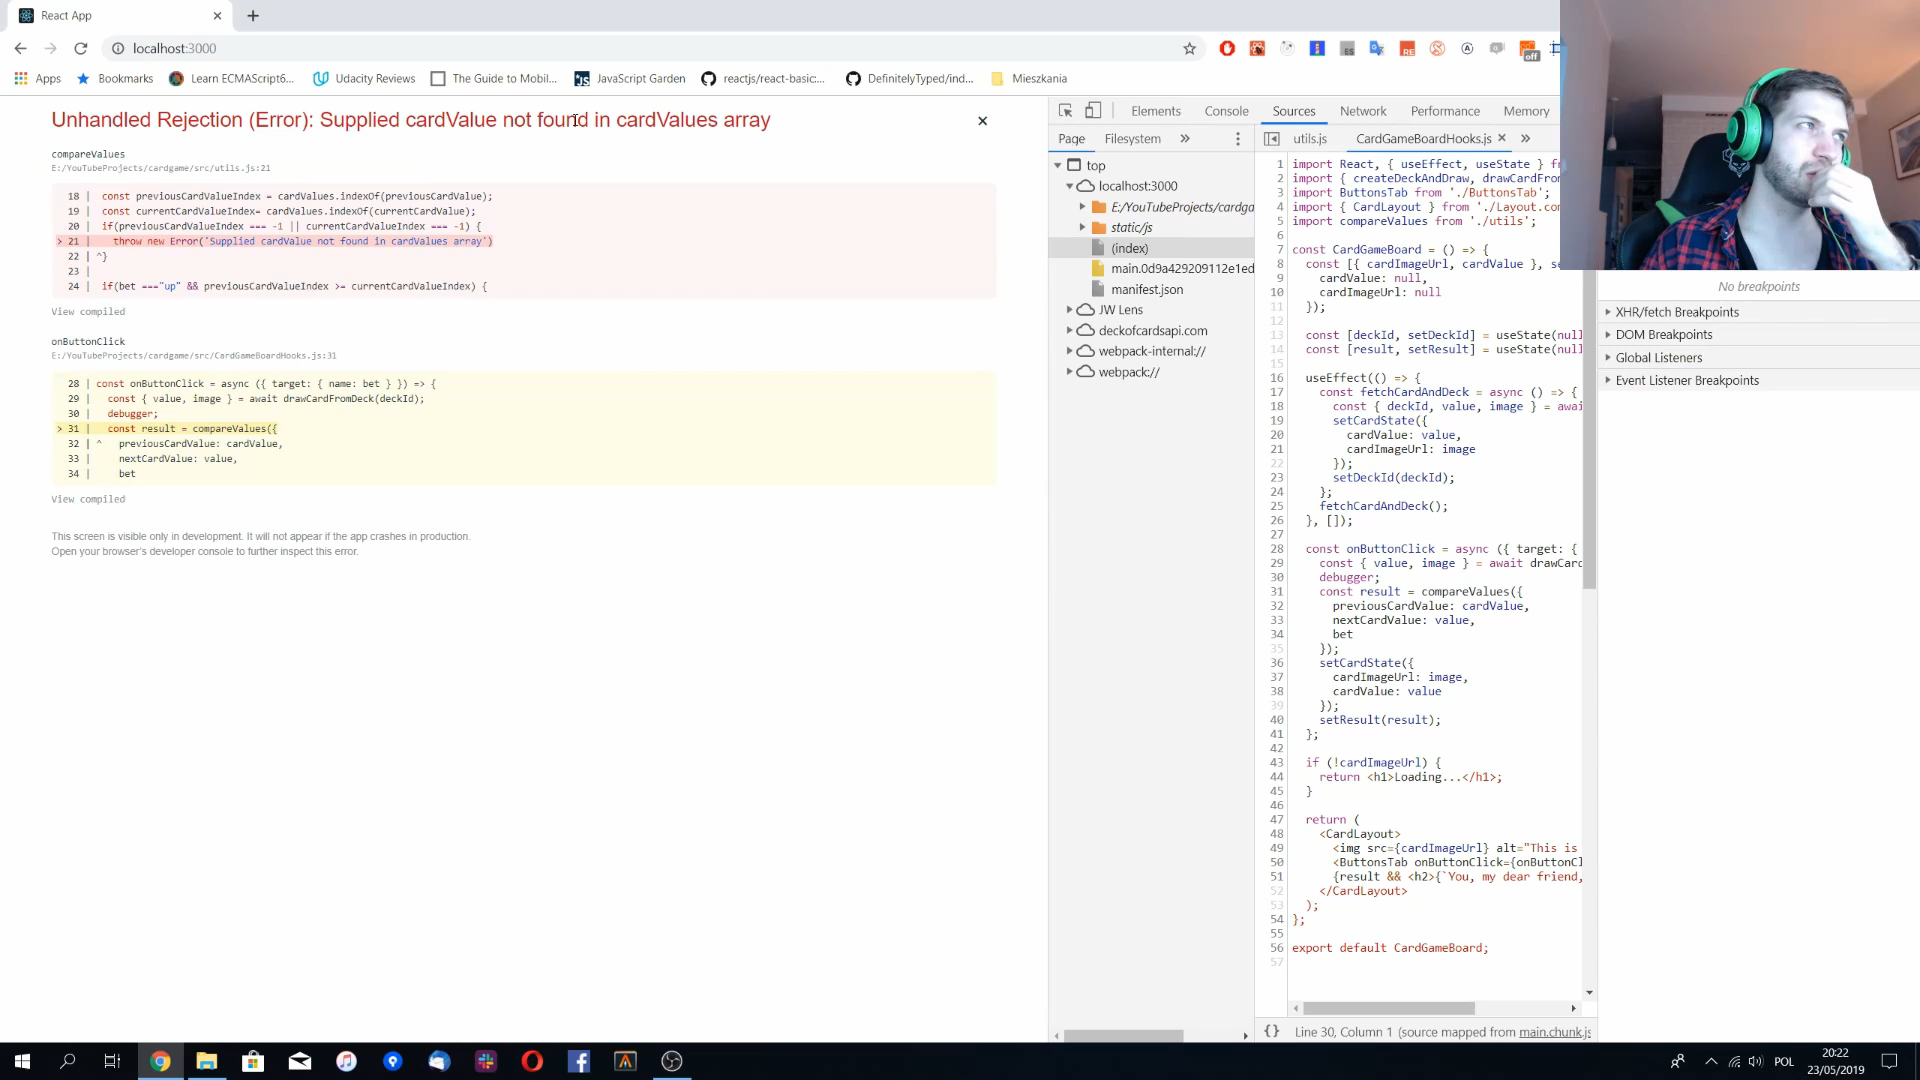 React App
localhost:3000
ES
RE
A
off
Apps
Bookmarks
Learn ECMAScript6...
Udacity Reviews
The Guide to Mobil...
JavaScript Garden
reactjs/react-basic:...
DefinitelyTyped/ind...
Mieszkania
Unhandled Rejection (Error): Supplied cardValue not found in cardValues array
compareValues
E:/YouTubeProjects/cardgame/src/utils.js:21
18 | const previousCardValueIndex = cardValues.indexOf(previousCardValue);
19 | const currentCardValueIndex= cardValues.indexOf(currentCardValue);
20 | if(previousCardValueIndex === -1 || currentCardValueIndex === -1) {
> 21 | throw new Error('Supplied cardValue not found in cardValues array')
22 | ^}
23 |
24 | if(bet ==="up" && previousCardValueIndex >= currentCardValueIndex) {
View compiled
onButtonClick
E:/YouTubeProjects/cardgame/src/CardGameBoardHooks.js:31
28 | const onButtonClick = async ({ target: { name: bet } }) => {
29 | const { value, image } = await drawCardFromDeck(deckId);
30 | debugger;
> 31 | const result = compareValues({
32 | ^ previousCardValue: cardValue,
33 | nextCardValue: value,
34 | bet
View compiled
This screen is visible only in development. It will not appear if the app crashes in production.
Open your browser's developer console to further inspect this error.
Elements
Console
Sources
Network
Performance
Memory
Page
Filesystem
»
utils.js
CardGameBoardHooks.js
»
top
localhost:3000
E:/YouTubeProjects/cardga
static/js
(index)
main.0d9a429209112e1ed
manifest.json
JW Lens
deckofcardsapi.com
webpack-internal://
webpack://
1 import React, { useEffect, useState } fr
2 import { createDeckAndDraw, drawCardFrom
3 import ButtonsTab from './ButtonsTab';
4 import { CardLayout } from './Layout.com
5 import compareValues from './utils';
6
7 const CardGameBoard = () => {
8 const [{ cardImageUrl, cardValue }, se
9 cardValue: null,
10 cardImageUrl: null
11 });
12
13 const [deckId, setDeckId] = useState(null
14 const [result, setResult] = useState(null
15
16 useEffect(() => {
17 const fetchCardAndDeck = async () => {
18 const { deckId, value, image } = awai
19 setCardState({
20 cardValue: value,
21 cardImageUrl: image
22 });
23 setDeckId(deckId);
24 };
25 fetchCardAndDeck();
26 }, []);
27
28 const onButtonClick = async ({ target: {
29 const { value, image } = await drawCard
30 debugger;
31 const result = compareValues({
32 previousCardValue: cardValue,
33 nextCardValue: value,
34 bet
35 });
36 setCardState({
37 cardImageUrl: image,
38 cardValue: value
39 });
40 setResult(result);
41 };
42
43 if (!cardImageUrl) {
44 return <h1>Loading...</h1>;
45 }
46
47 return (
48 <CardLayout>
49 <img src={cardImageUrl} alt="This is
50 <ButtonsTab onButtonClick={onButtonCl
51 {result && <h2>{`You, my dear friend,
52 </CardLayout>
53 );
54 };
55
56 export default CardGameBoard;
57
{} Line 30, Column 1 (source mapped from main.chunk.js
No breakpoints
XHR/fetch Breakpoints
DOM Breakpoints
Global Listeners
Event Listener Breakpoints
POL
20:22
23/05/2019